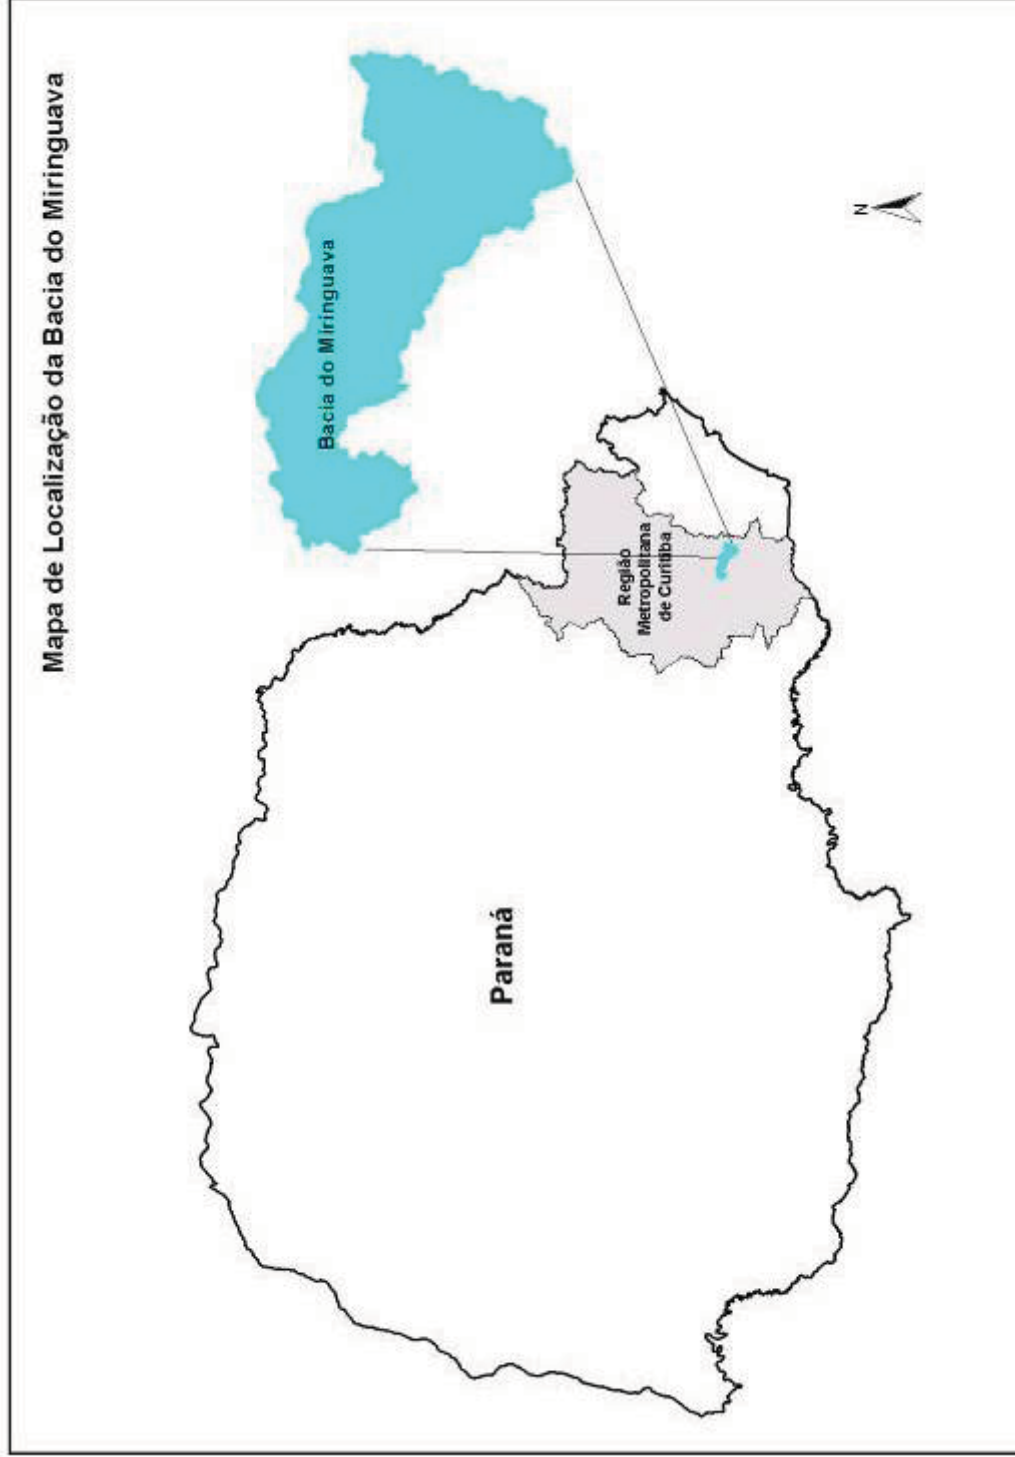 Mapa de Localização da Bacia do Miringuava
Bacia do Miringuava
Região
Metropolitana
de Curitiba
Paraná
N